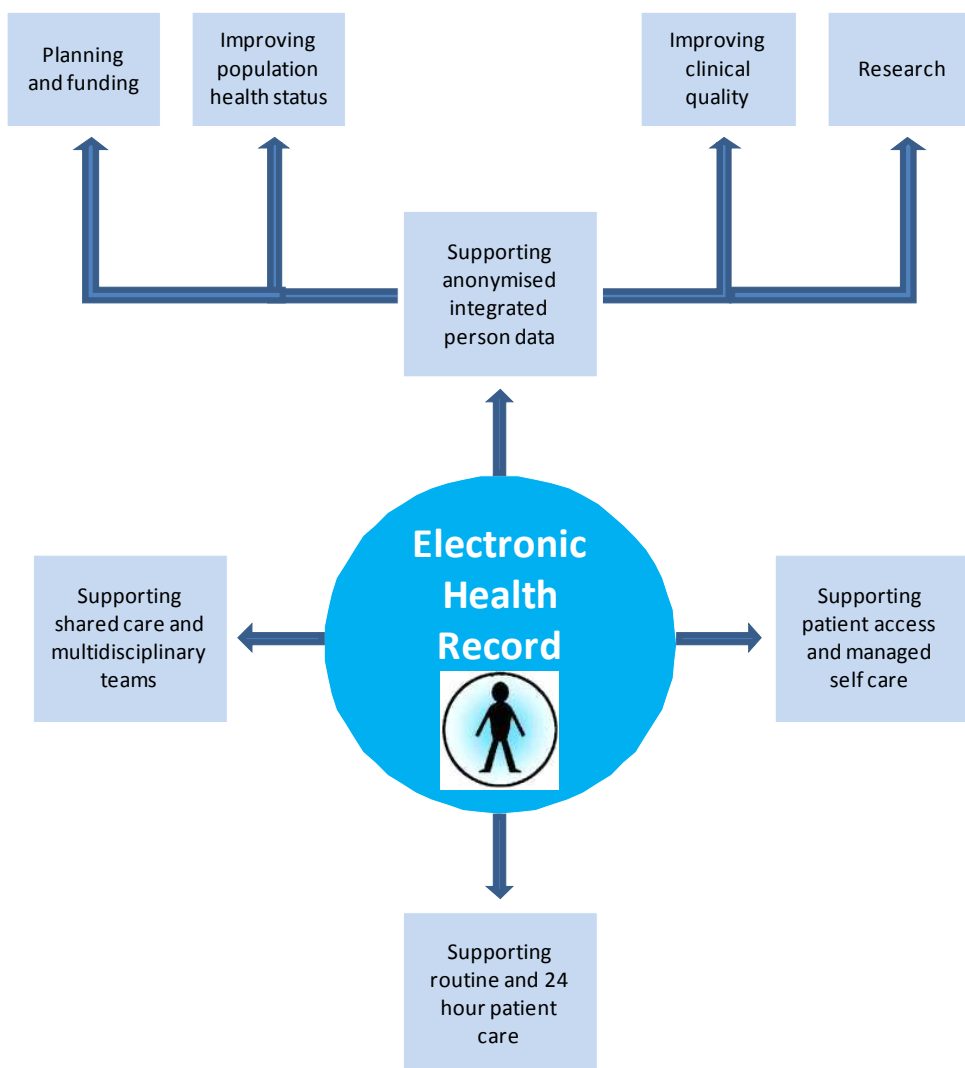 Planning
and funding
Improving
population
health status
Improving
clinical
quality
Research
Supporting
anonymised
integrated
person data
Electronic
Health
Record
Supporting
shared care and
multidisciplinary
teams
Supporting
patient access
and managed
self care
Supporting
routine and 24
hour patient
care